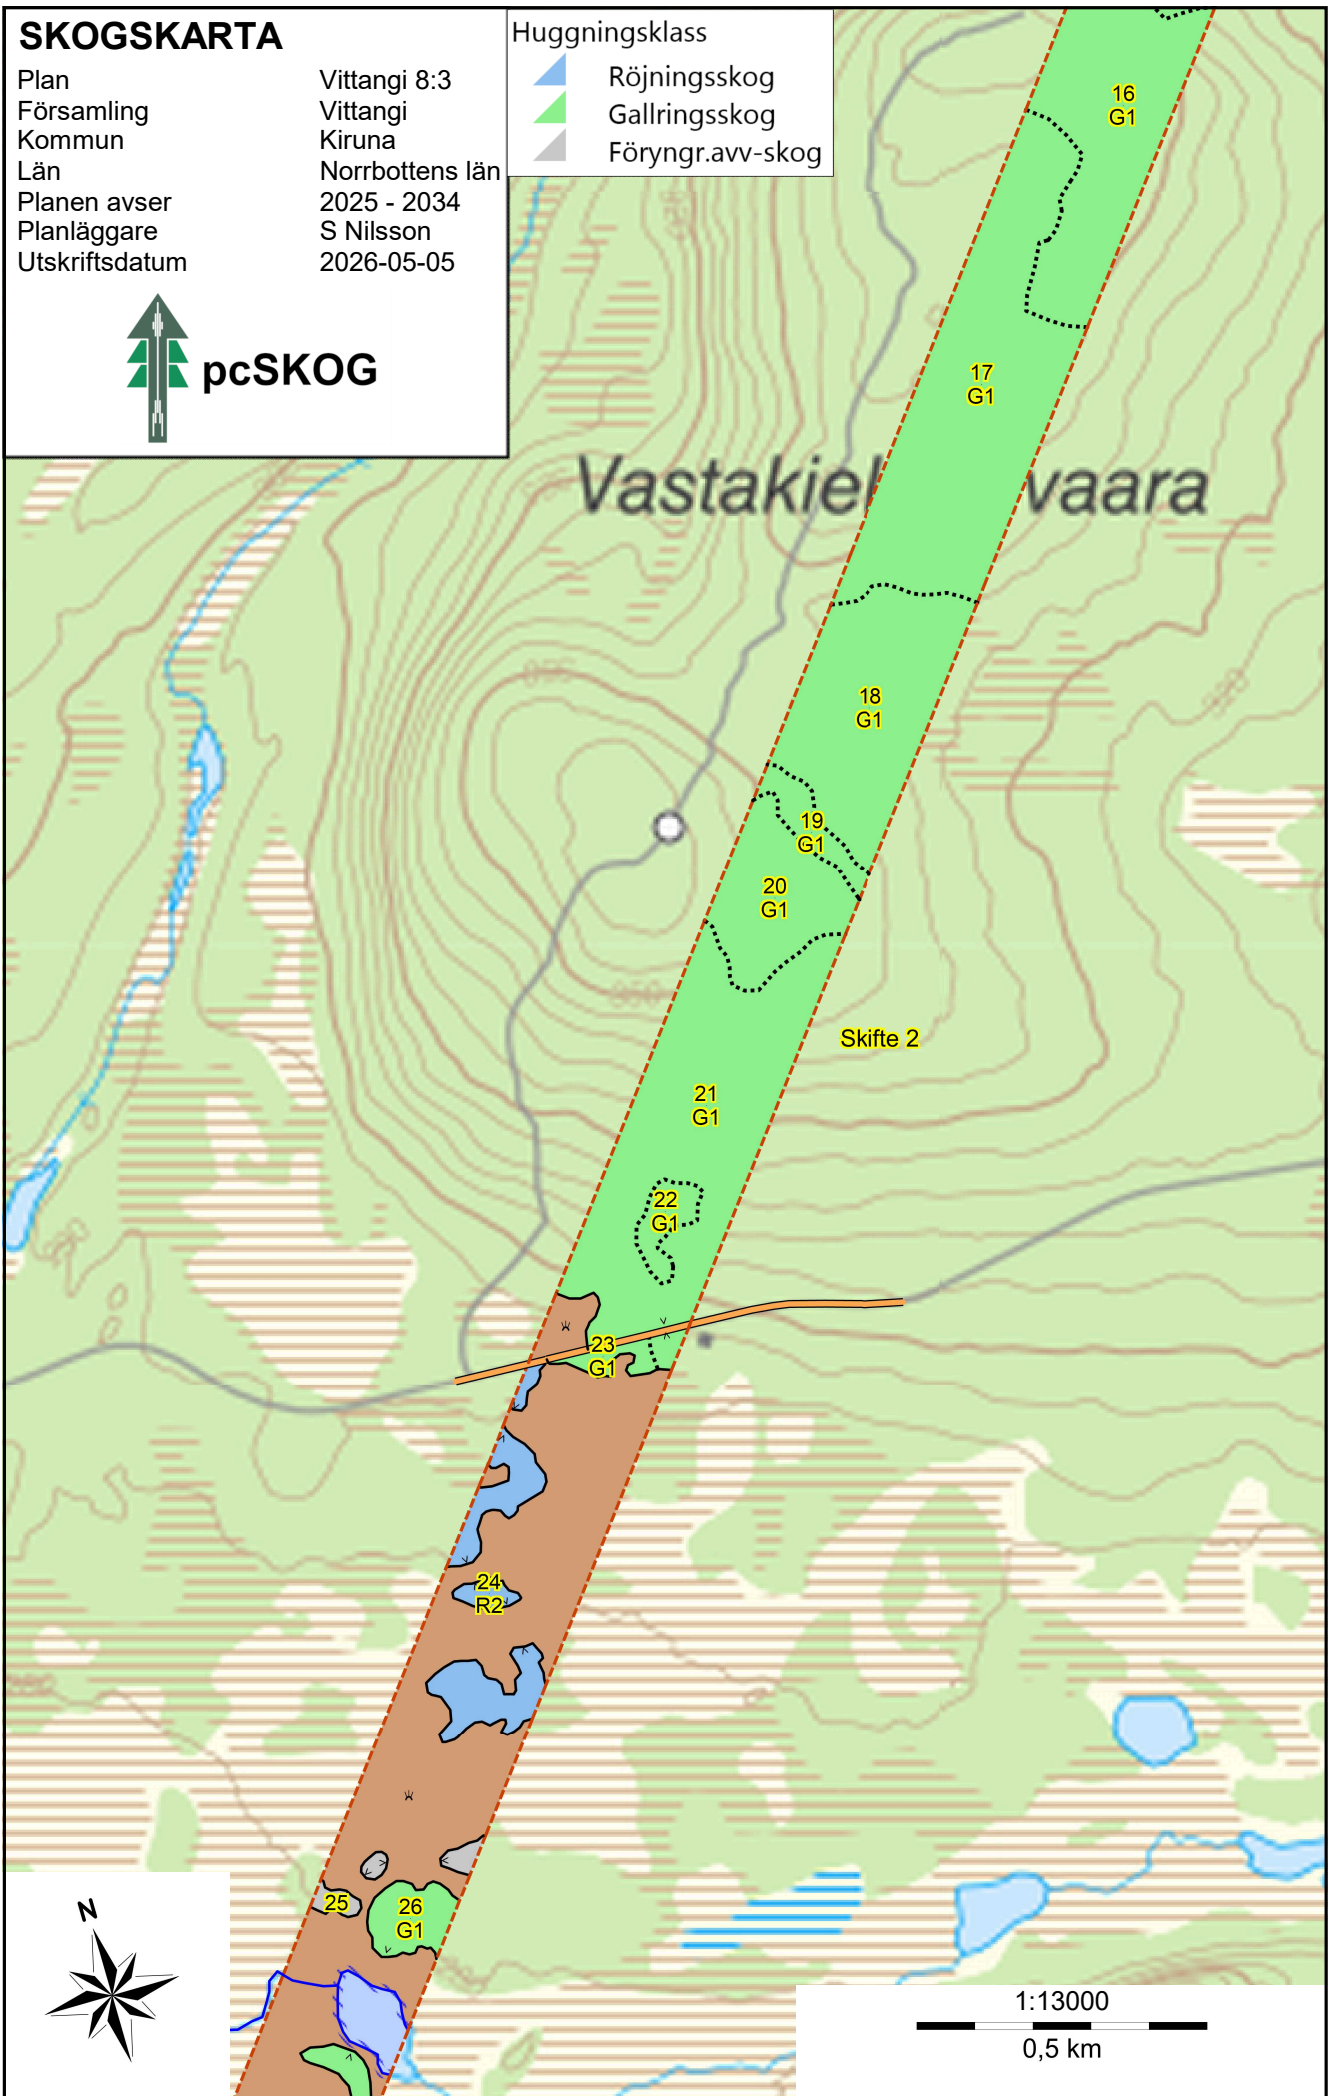 SKOGSKARTA
Plan Vittangi 8:3
Församling Vittangi
Kommun Kiruna
Län Norrbottens län
Planen avser 2025 - 2034
Planläggare S Nilsson
Utskriftsdatum 2026-05-05
pcSKOG
Huggningsklass
Röjningsskog
Gallringsskog
Föryngr.avv-skog
16
G1
17
G1
Vastakiel vaara
18
G1
19
G1
20
G1
Skifte 2
21
G1
22
G1
23
G1
24
R2
25
26
G1
N
1:13000
0,5 km